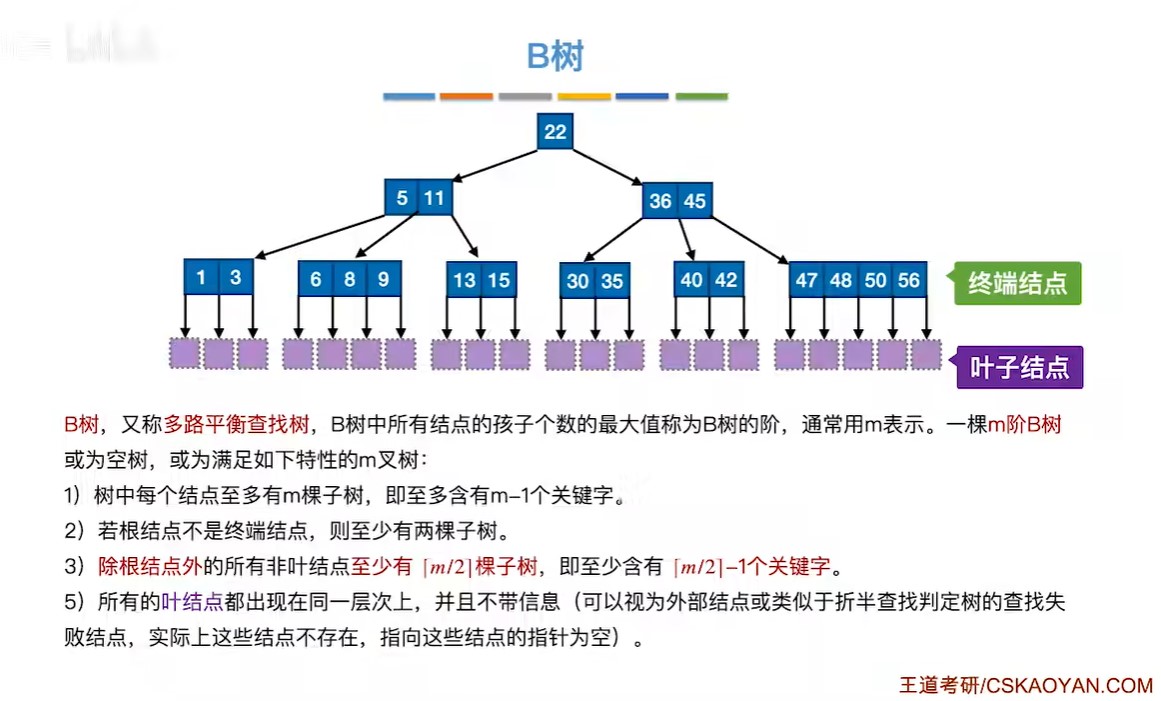 B树
22
5 11
36 45
1 3
6 8 9
13 15
30 35
40 42
47 48 50 56
终端结点
叶子结点
B树，又称多路平衡查找树，B树中所有结点的孩子个数的最大值称为B树的阶，通常用m表示。一棵m阶B树
或为空树，或为满足如下特性的m叉树：
1）树中每个结点至多有m棵子树，即至多含有m-1个关键字。
2）若根结点不是终端结点，则至少有两棵子树。
3）除根结点外的所有非叶结点至少有 ⌈m/2⌉棵子树，即至少含有 ⌈m/2⌉-1个关键字。
5）所有的叶结点都出现在同一层次上，并且不带信息（可以视为外部结点或类似于折半查找判定树的查找失
败结点，实际上这些结点不存在，指向这些结点的指针为空）。
王道考研/CSKAOYAN.COM